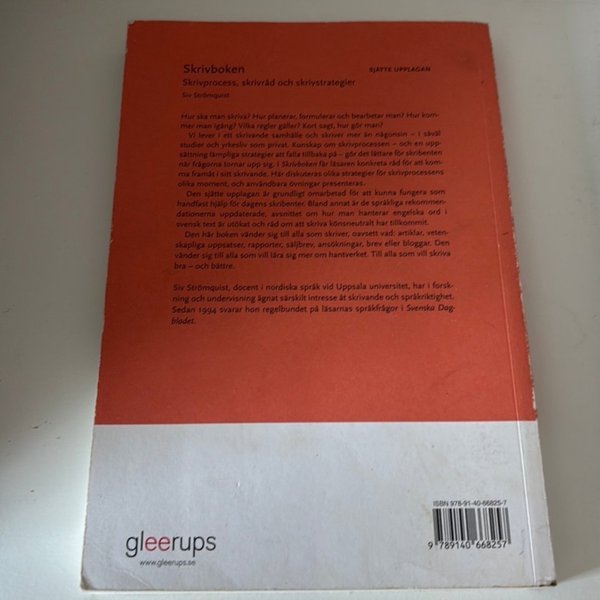 Skrivboken
SJÄTTE UPPLAGAN
Skrivprocess, skrivråd och skrivstrategier
Siv Strömquist
Hur ska man skriva? Hur planerar, formulerar och bearbetar man? Hur kom-
mer man igång? Vilka regler gäller? Kort sagt, hur gör man?
Vi lever i ett skrivande samhälle och skriver mer än någonsin – i såväl
studier och yrkesliv som privat. Kunskap om skrivprocessen – och en upp-
sättning lämpliga strategier att falla tillbaka på – gör det lättare för skribenten
när frågorna tornar upp sig. I Skrivboken får läsaren konkreta råd för att kom-
ma framåt i sitt skrivande. Här diskuteras olika strategier för skrivprocessens
olika moment, och användbara övningar presenteras.
Den sjätte upplagan är grundligt omarbetad för att kunna fungera som
handfast hjälp för dagens skribenter. Bland annat är de språkliga rekommen-
dationerna uppdaterade, avsnittet om hur man hanterar engelska ord i
svensk text är utökat och råd om att skriva könsneutralt har tillkommit.
Den här boken vänder sig till alla som skriver, oavsett vad: artiklar, veten-
skapliga uppsatser, rapporter, säljbrev, ansökningar, brev eller bloggar. Den
vänder sig till alla som vill lära sig mer om hantverket. Till alla som vill skriva
bra – och bättre.
Siv Strömquist, docent i nordiska språk vid Uppsala universitet, har i forsk-
ning och undervisning ägnat särskilt intresse åt skrivande och språkriktighet.
Sedan 1994 svarar hon regelbundet på läsarnas språkfrågor i Svenska Dag-
bladet.
ISBN 978-91-40-66825-7
9 789140 668257
gleerups
www.gleerups.se